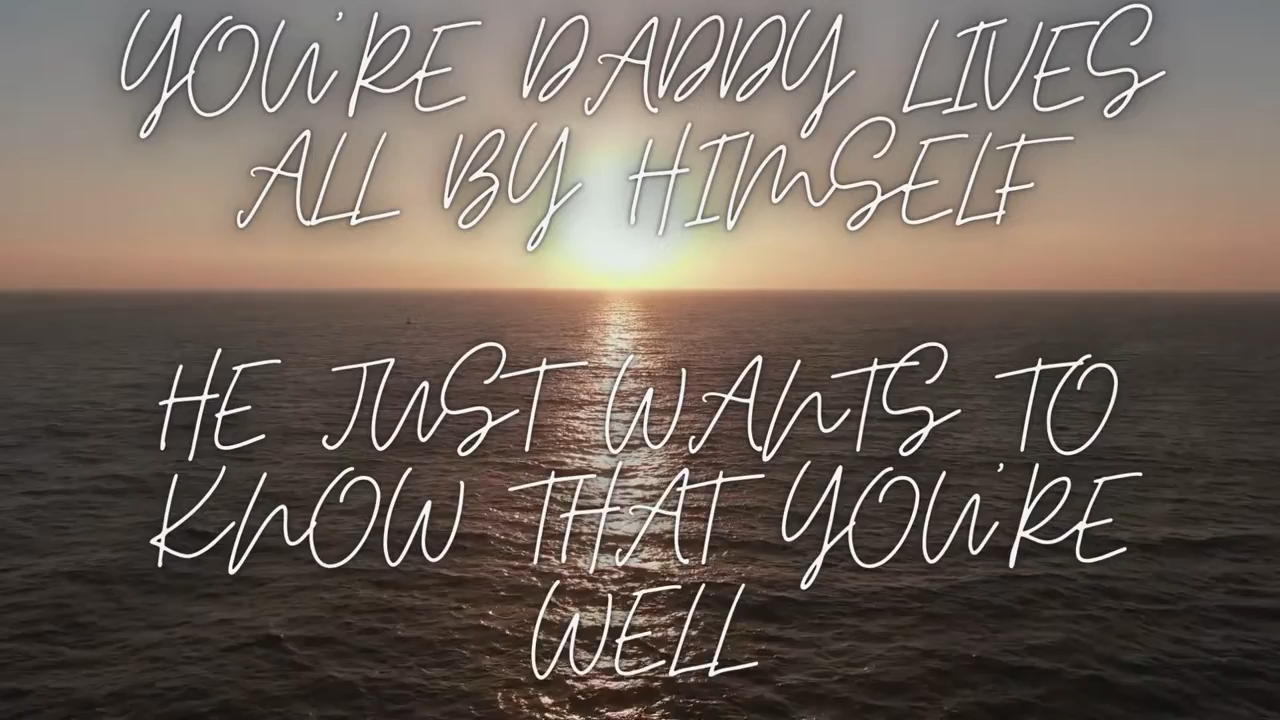 YOU'RE DADDY LIVES
ALL BY HIMSELF
HE JUST WANTS TO
KNOW THAT YOU'RE
WELL